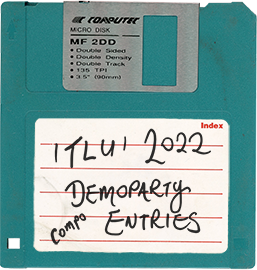 COMPUTEC
MICRO DISK
MF 2DD
• Double Sided
• Double Density
• Double Track
• 135 TPI
• 3.5" (90mm)
Index
!TLU! 2022
DEMOPARTY
compo ENTRIES